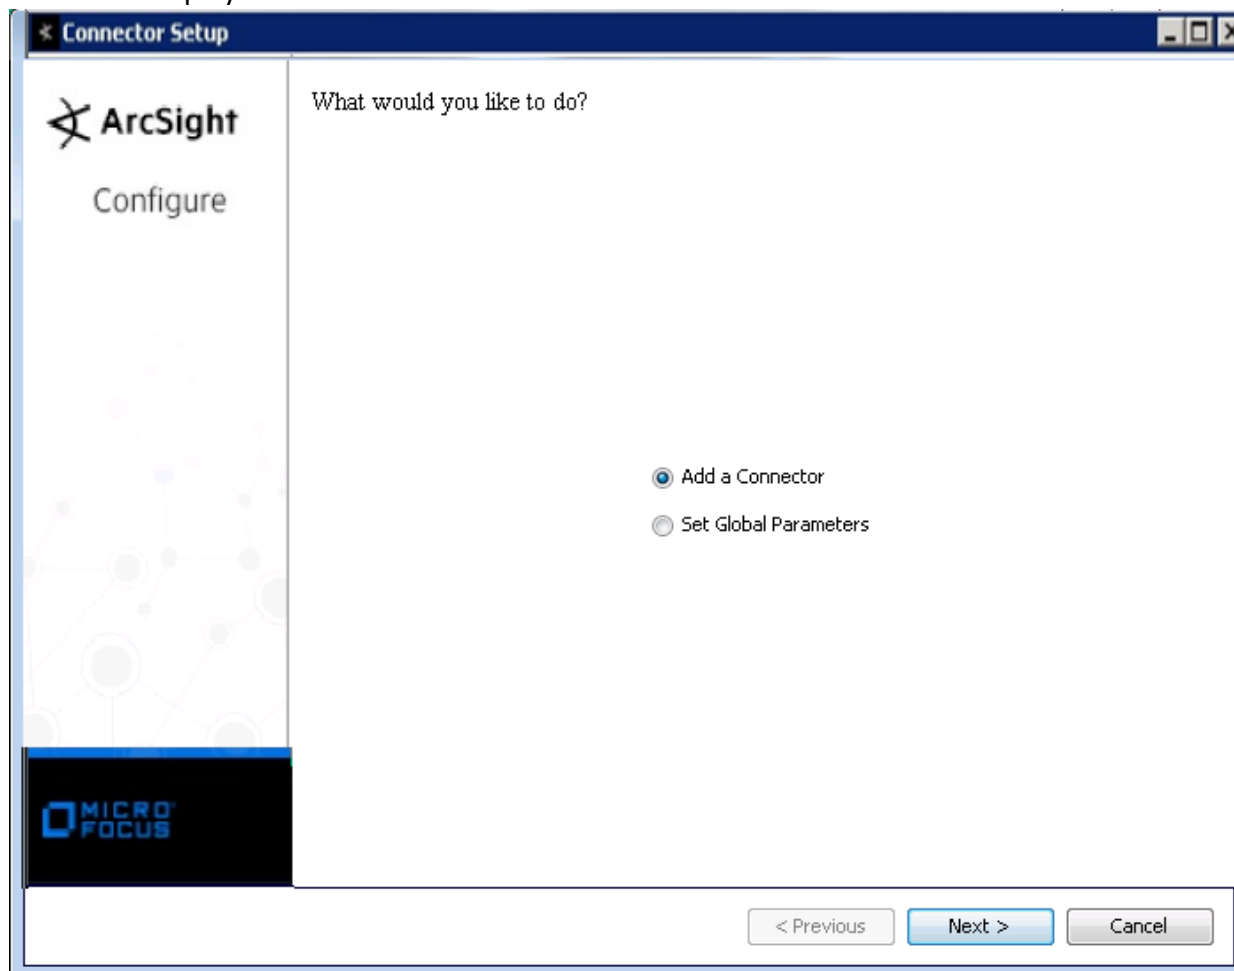 Connector Setup
ArcSight
Configure
What would you like to do?
Add a Connector
Set Global Parameters
MICRO
FOCUS
< Previous
Next >
Cancel